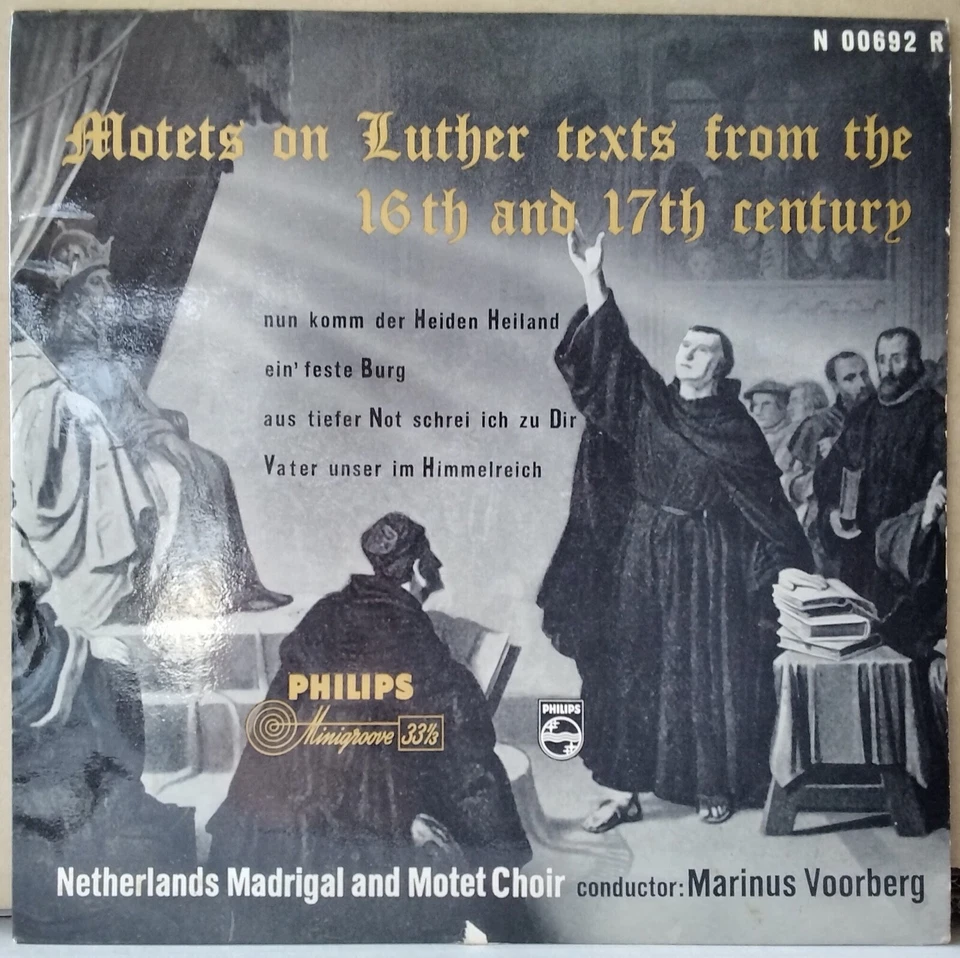 N 00692 R
Motets on Luther texts from the
16th and 17th century
nun komm der Heiden Heiland
ein' feste Burg
aus tiefer Not schrei ich zu Dir
Vater unser im Himmelreich
PHILIPS
Minigroove 33⅓
PHILIPS
Netherlands Madrigal and Motet Choir conductor: Marinus Voorberg